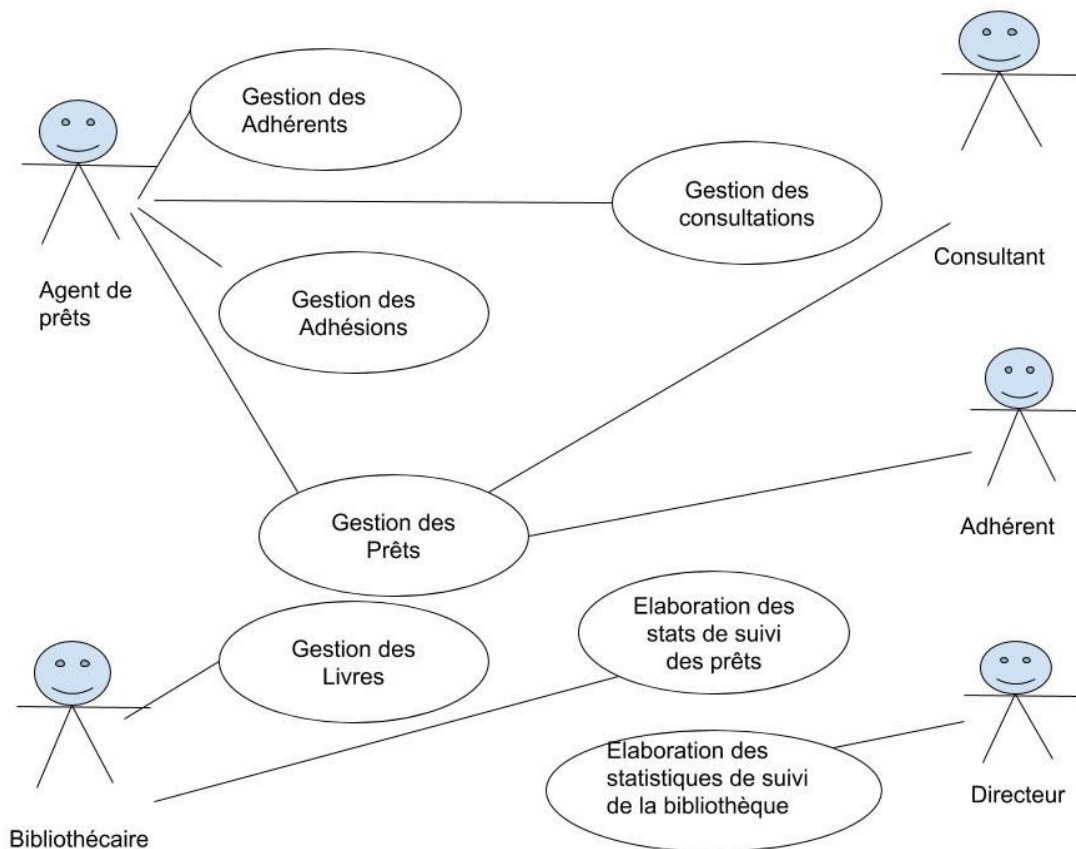 Gestion des
Adhérents
Gestion des
consultations
Consultant
Agent de
prêts
Gestion des
Adhésions
Gestion des
Prêts
Adhérent
Elaboration des
stats de suivi
des prêts
Gestion des
Livres
Elaboration des
statistiques de suivi
de la bibliothèque
Directeur
Bibliothécaire